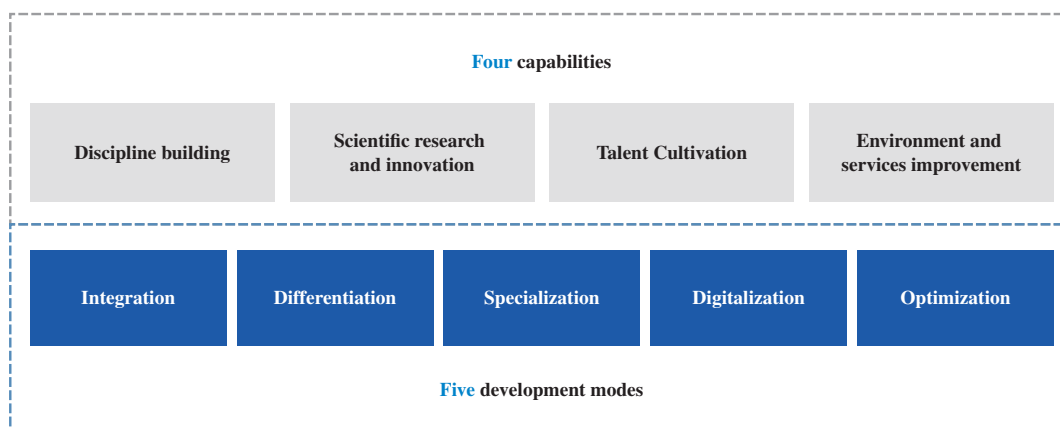 Four capabilities
Discipline building
Scientific research
and innovation
Talent Cultivation
Environment and
services improvement
Integration
Differentiation
Specialization
Digitalization
Optimization
Five development modes